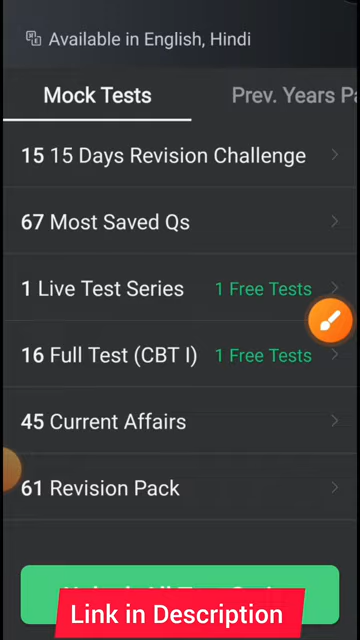 Available in English, Hindi
Mock Tests Prev. Years
15 15 Days Revision Challenge
67 Most Saved Qs
1 Live Test Series 1 Free Tests
16 Full Test (CBT I) 1 Free Tests
45 Current Affairs
61 Revision Pack
Link in Description